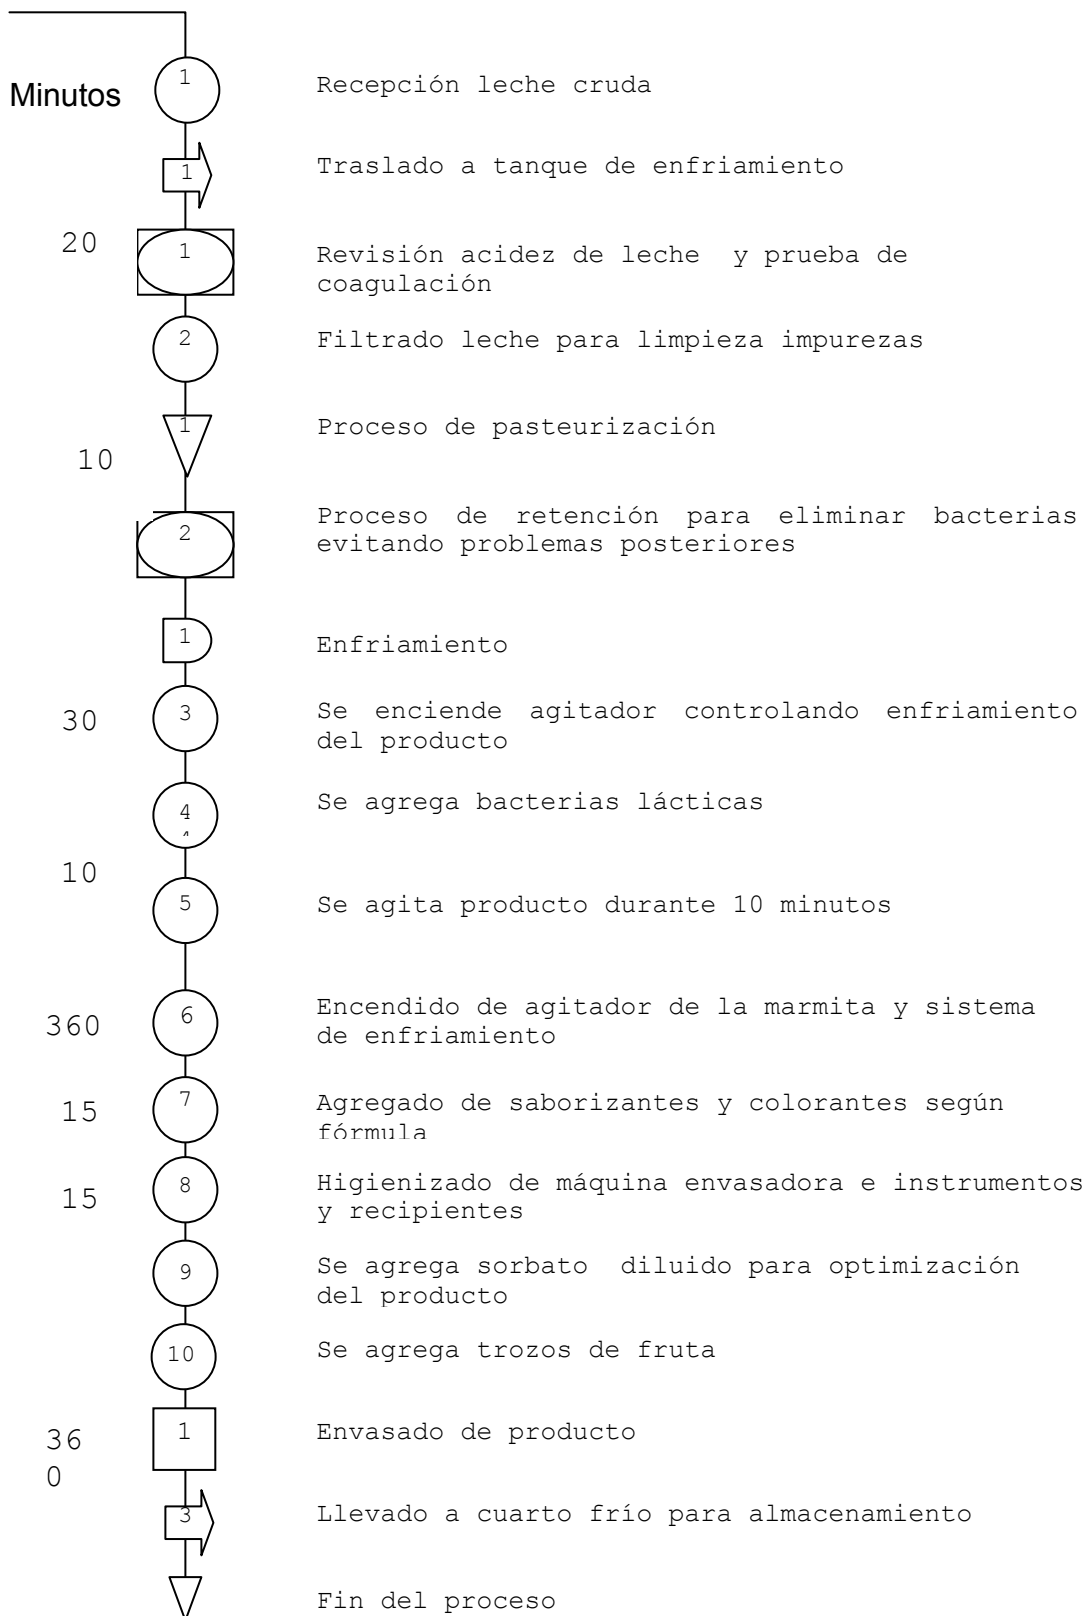 Minutos
1
Recepción leche cruda
1
Traslado a tanque de enfriamiento
20
1
Revisión acidez de leche y prueba de
coagulación
2
Filtrado leche para limpieza impurezas
1
Proceso de pasteurización
10
2
Proceso de retención para eliminar bacterias
evitando problemas posteriores
1
Enfriamiento
30
3
Se enciende agitador controlando enfriamiento
del producto
4
Se agrega bacterias lácticas
10
5
Se agita producto durante 10 minutos
360
6
Encendido de agitador de la marmita y sistema
de enfriamiento
15
7
Agregado de saborizantes y colorantes según
fórmula
15
8
Higienizado de máquina envasadora e instrumentos
y recipientes
9
Se agrega sorbato diluido para optimización
del producto
10
Se agrega trozos de fruta
36
0
1
Envasado de producto
3
Llevado a cuarto frío para almacenamiento
Fin del proceso